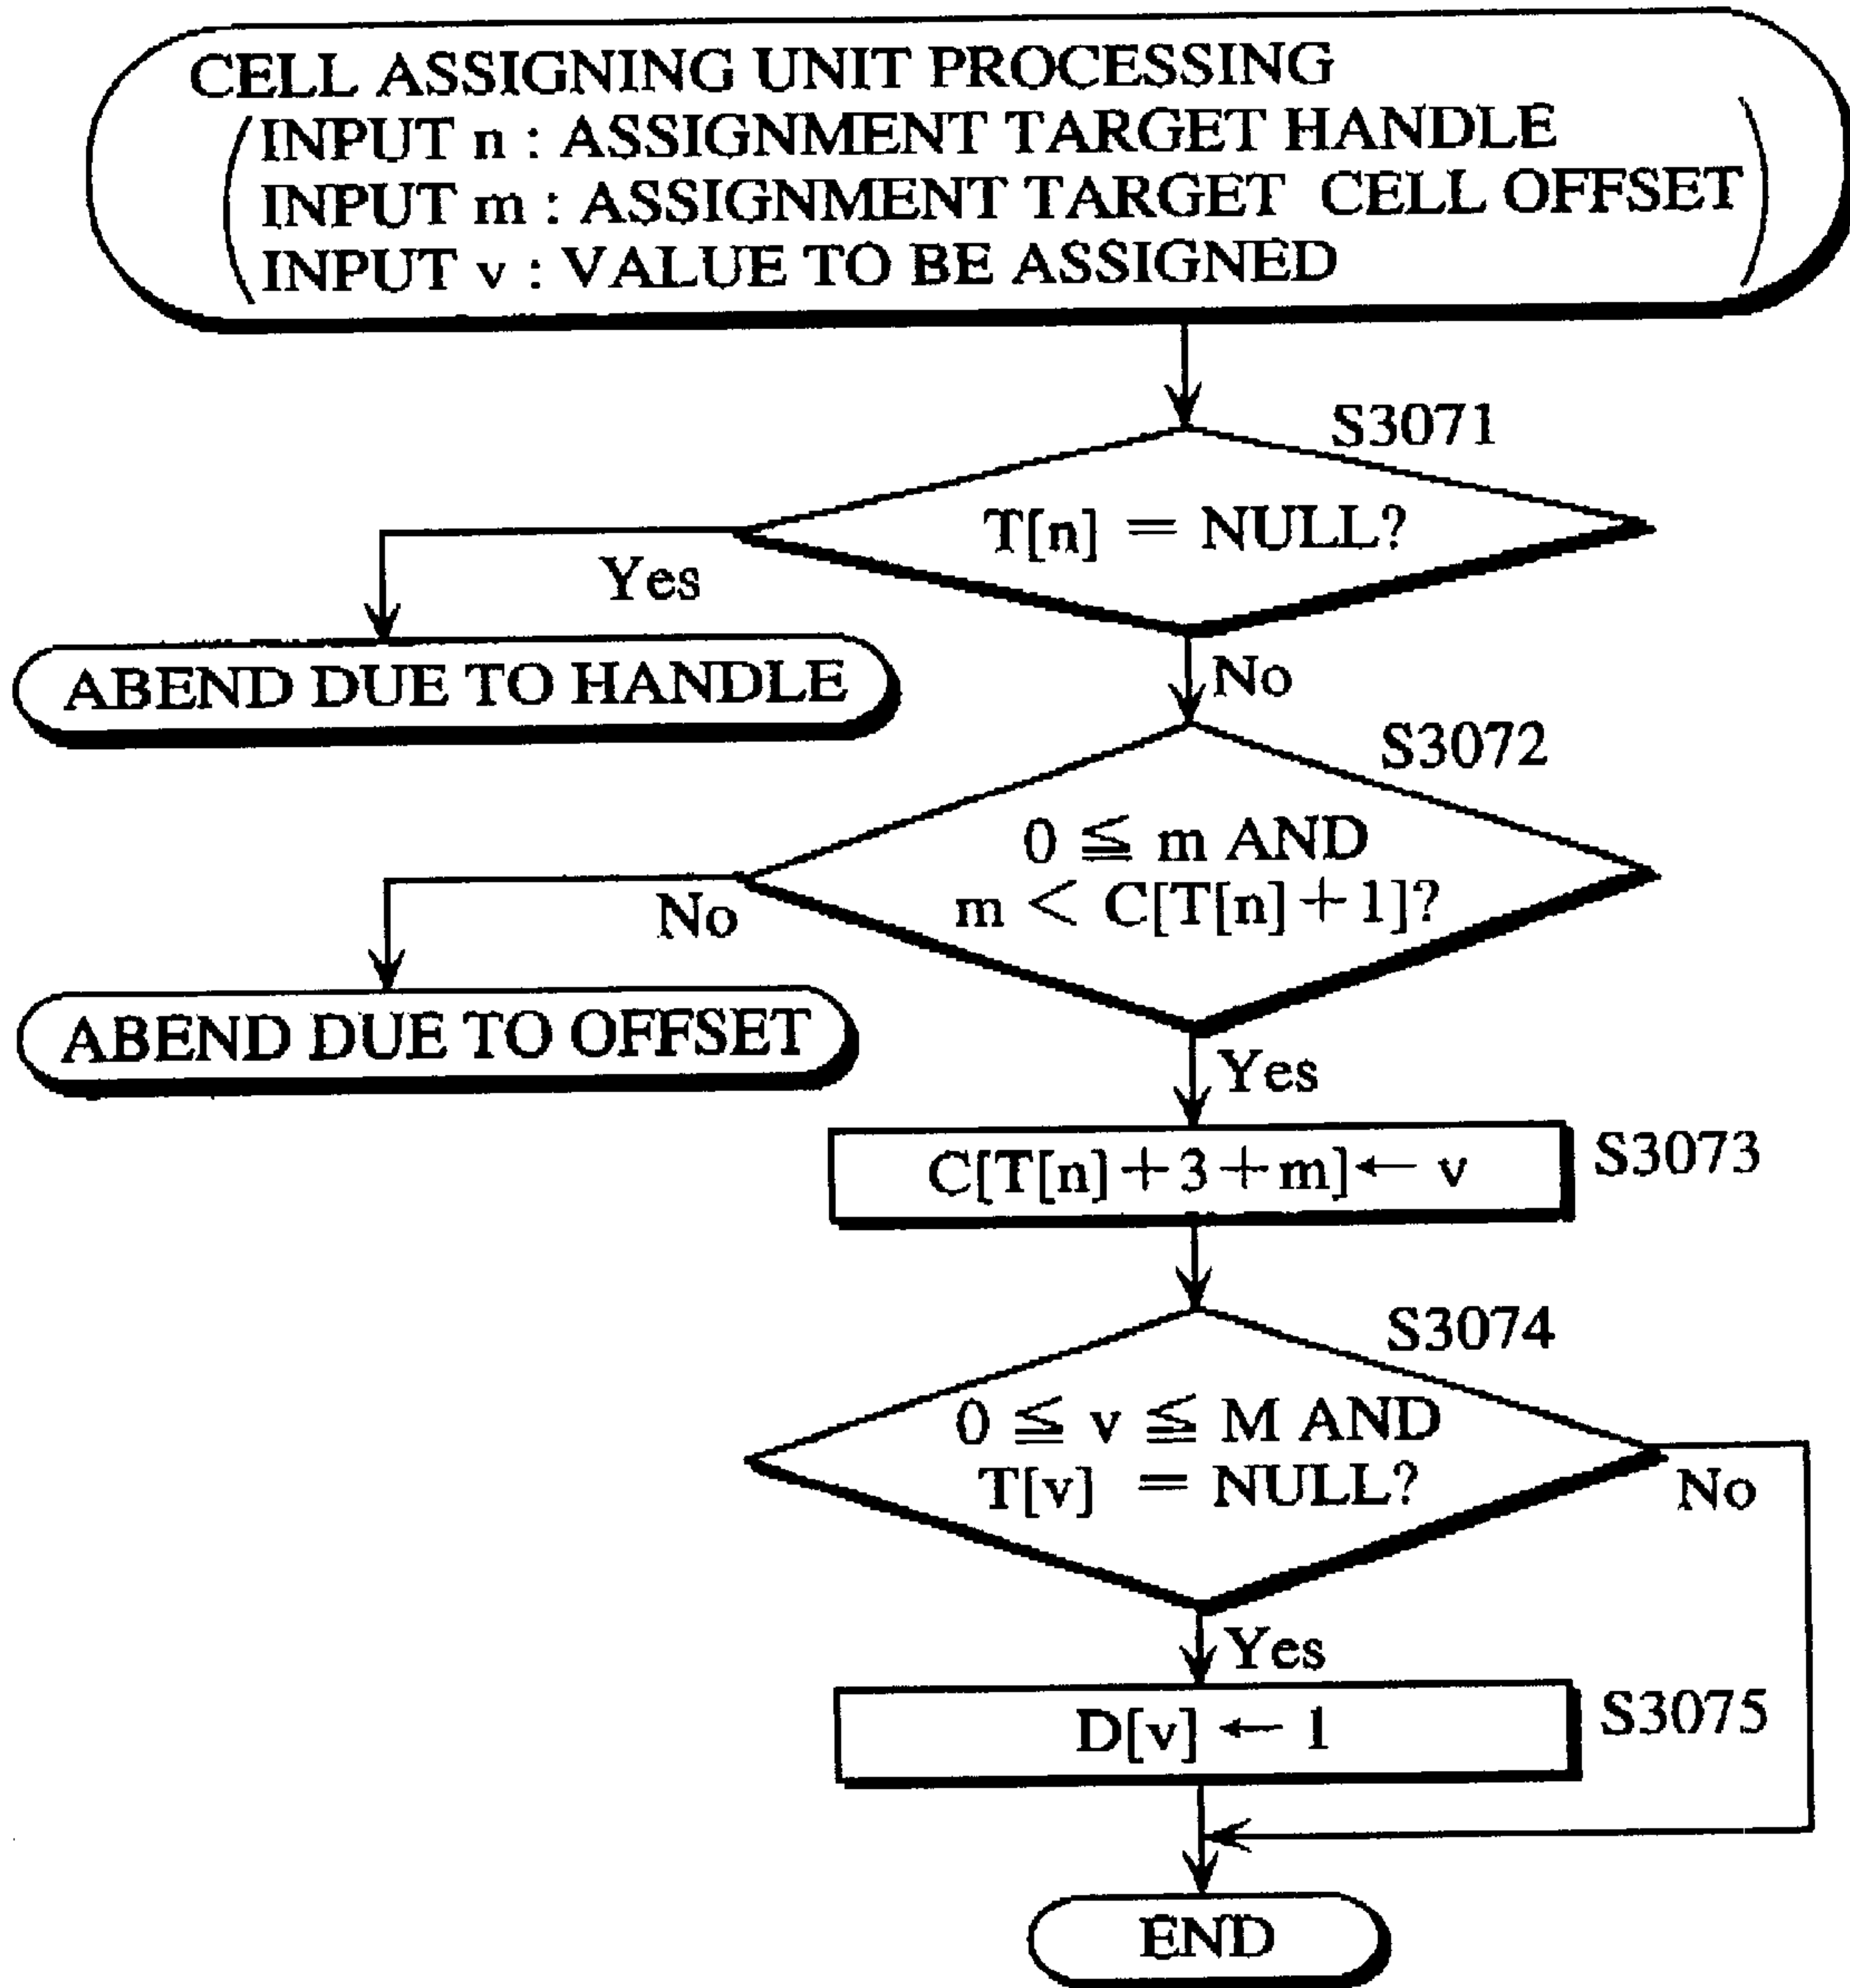 CELL ASSIGNING UNIT PROCESSING
INPUT n : ASSIGNMENT TARGET HANDLE
INPUT m : ASSIGNMENT TARGET CELL OFFSET
INPUT v : VALUE TO BE ASSIGNED
S3071
T[n] = NULL?
Yes
ABEND DUE TO HANDLE
No
S3072
0 ≦ m AND
m < C[T[n]+1]?
No
ABEND DUE TO OFFSET
Yes
C[T[n]+3+m]← v
S3073
S3074
0 ≦ v ≦ M AND
T[v] = NULL?
No
Yes
D[v] ← 1
S3075
END